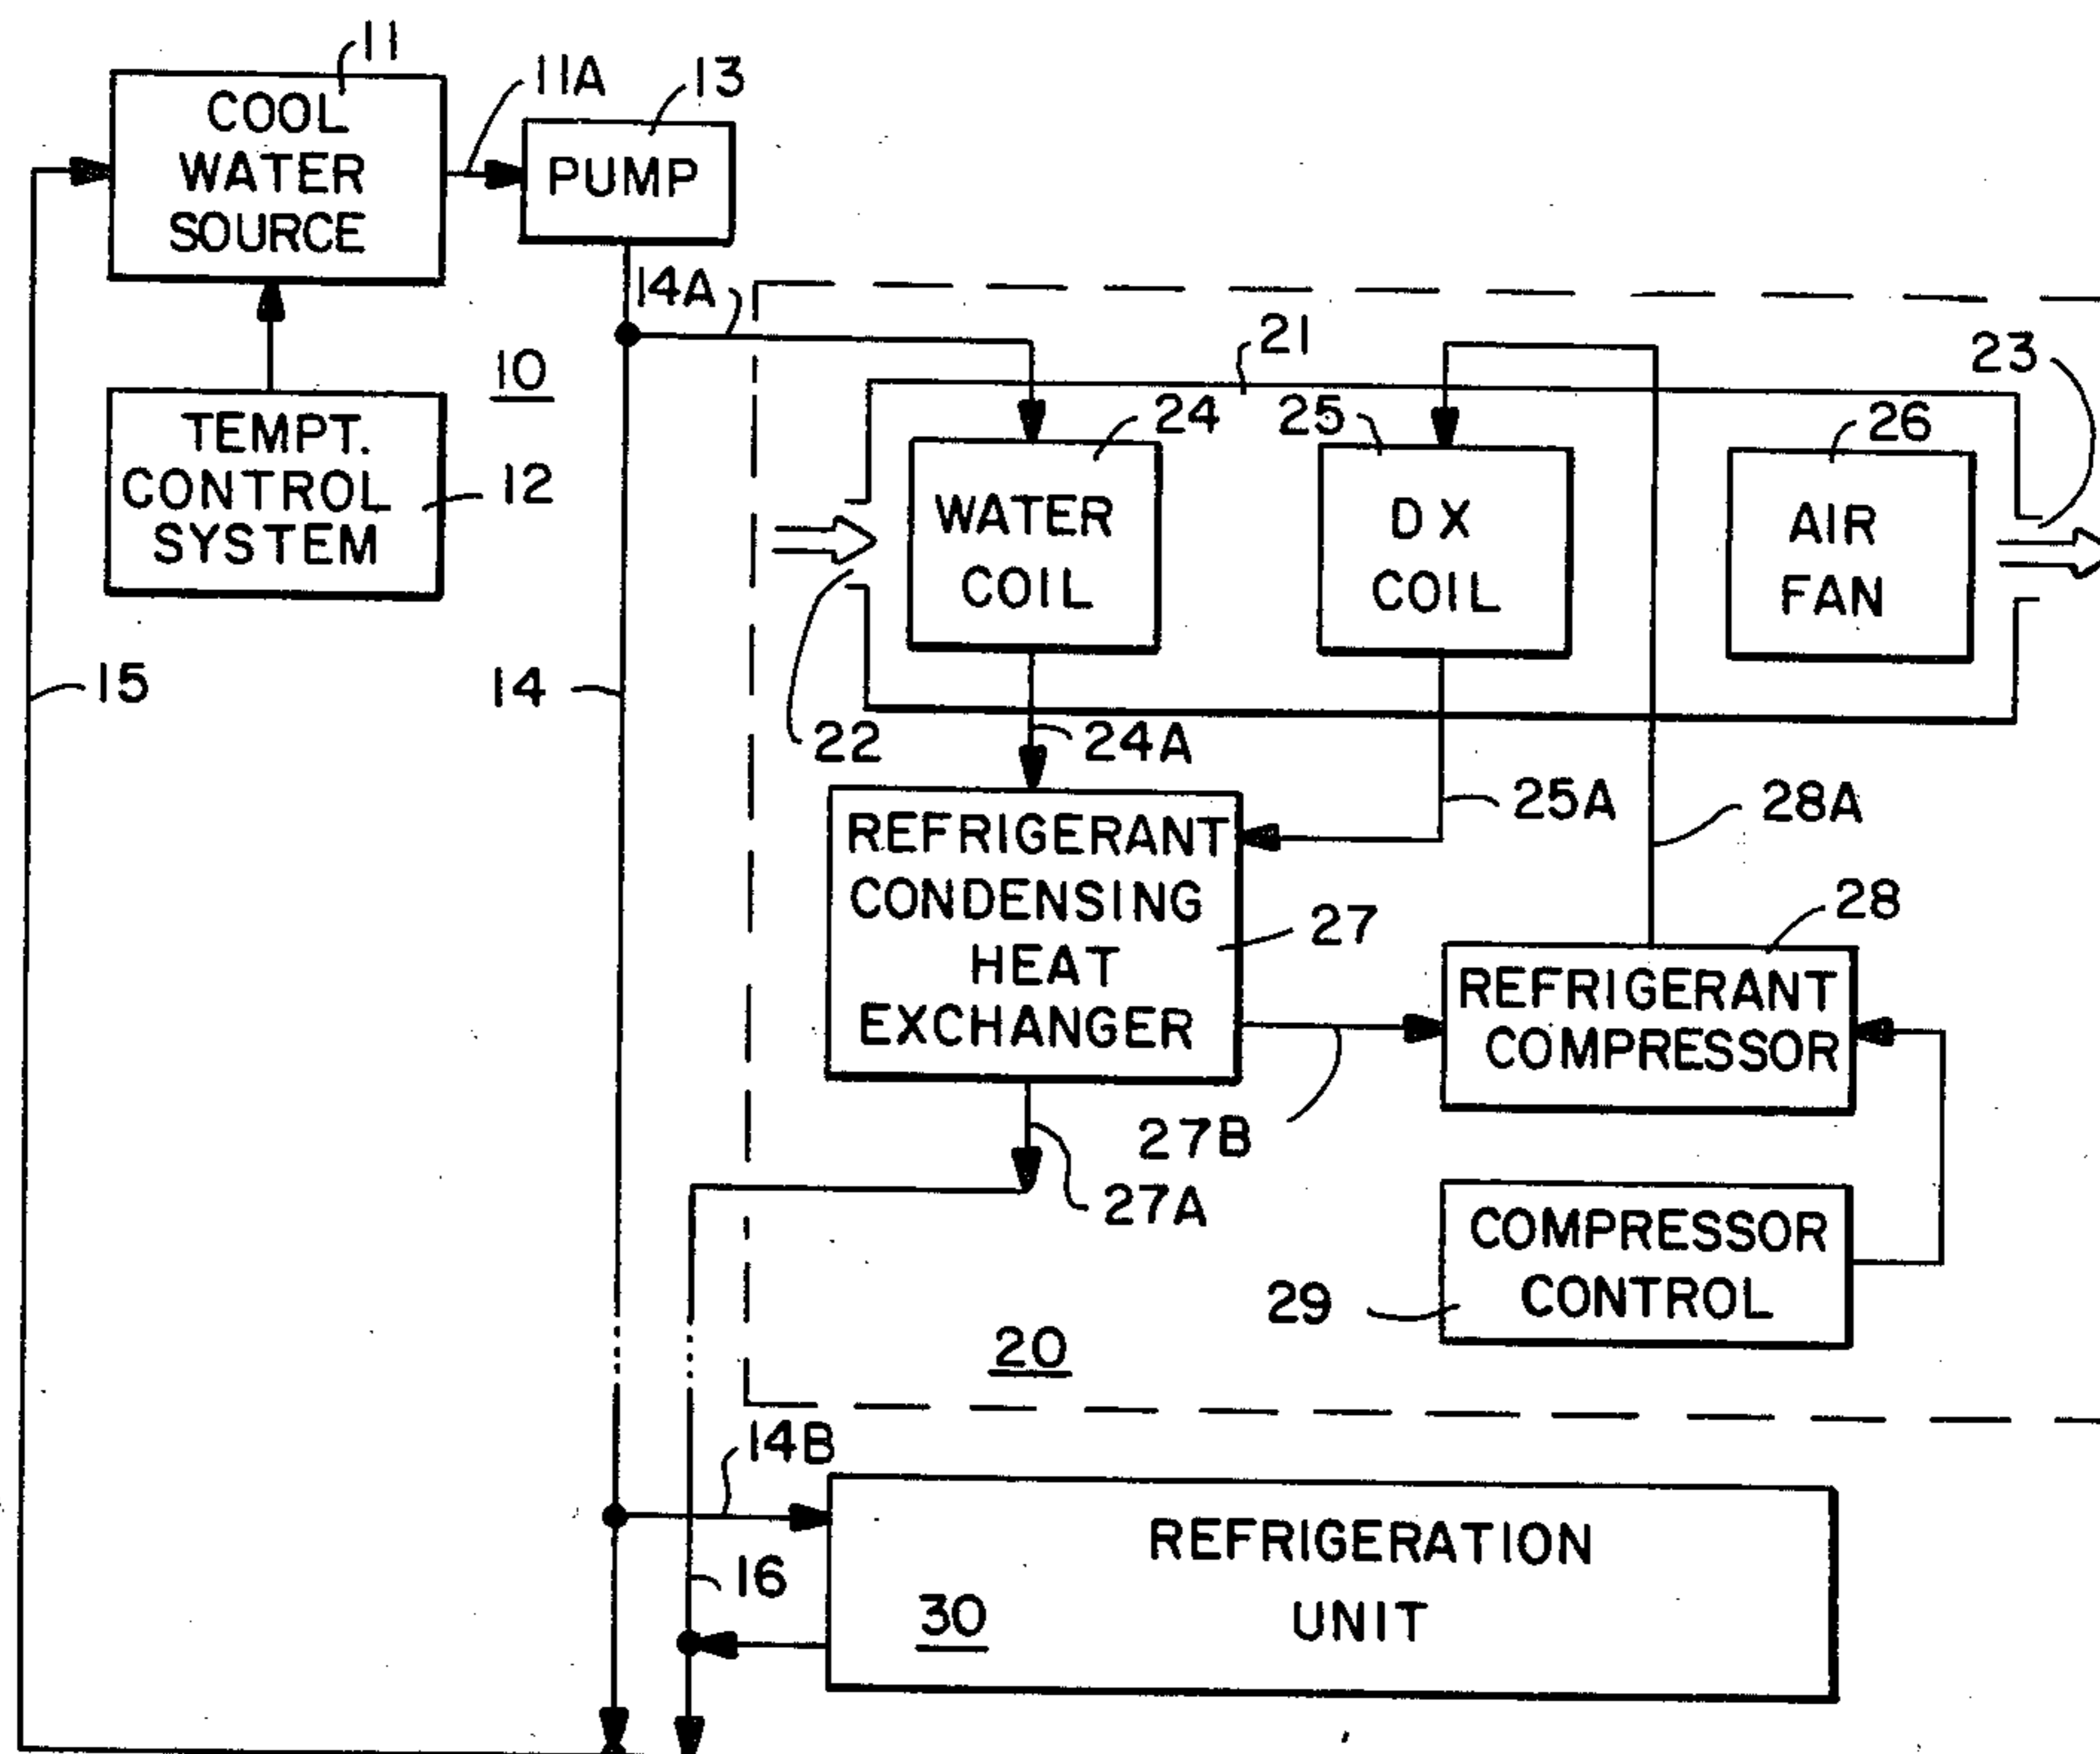 11
COOL
WATER
SOURCE
11A
13
PUMP
14A
10
TEMPT.
CONTROL
SYSTEM
12
21
23
24
25
26
WATER
COIL
DX
COIL
AIR
FAN
15
14
22
24A
25A
28A
REFRIGERANT
CONDENSING
HEAT
EXCHANGER
27
28
REFRIGERANT
COMPRESSOR
27B
27A
COMPRESSOR
CONTROL
29
20
14B
REFRIGERATION
UNIT
16
30